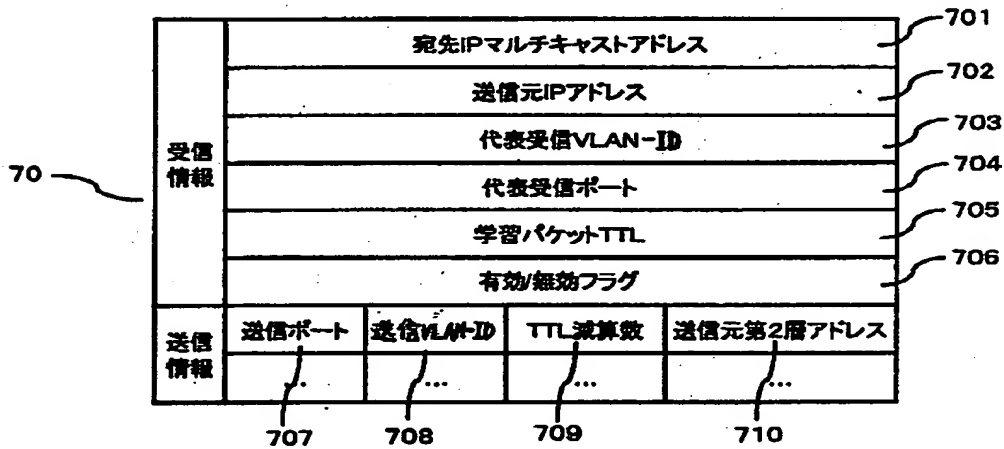 701
宛先IPマルチキャストアドレス
702
送信元IPアドレス
703
代表受信VLAN-ID
704
代表受信ポート
705
学習パケットTTL
706
有効/無効フラグ
70
受信
情報
送信
情報
送信ポート 送信VLAN-ID TTL減算数 送信元第2層アドレス
... ... ... ...
707 708 709 710